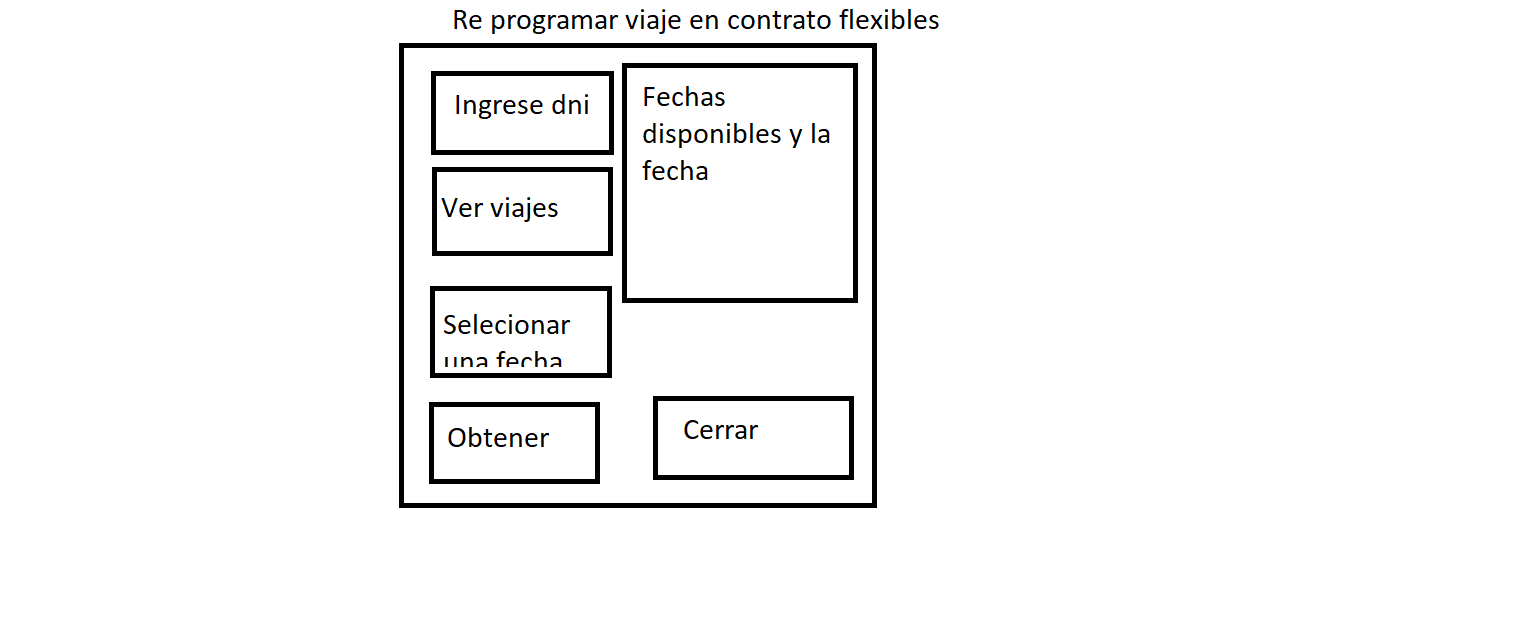 Re programar viaje en contrato flexibles
Ingrese dni
Fechas
disponibles y la
fecha
Ver viajes
Selecionar
una fecha
Obtener
Cerrar